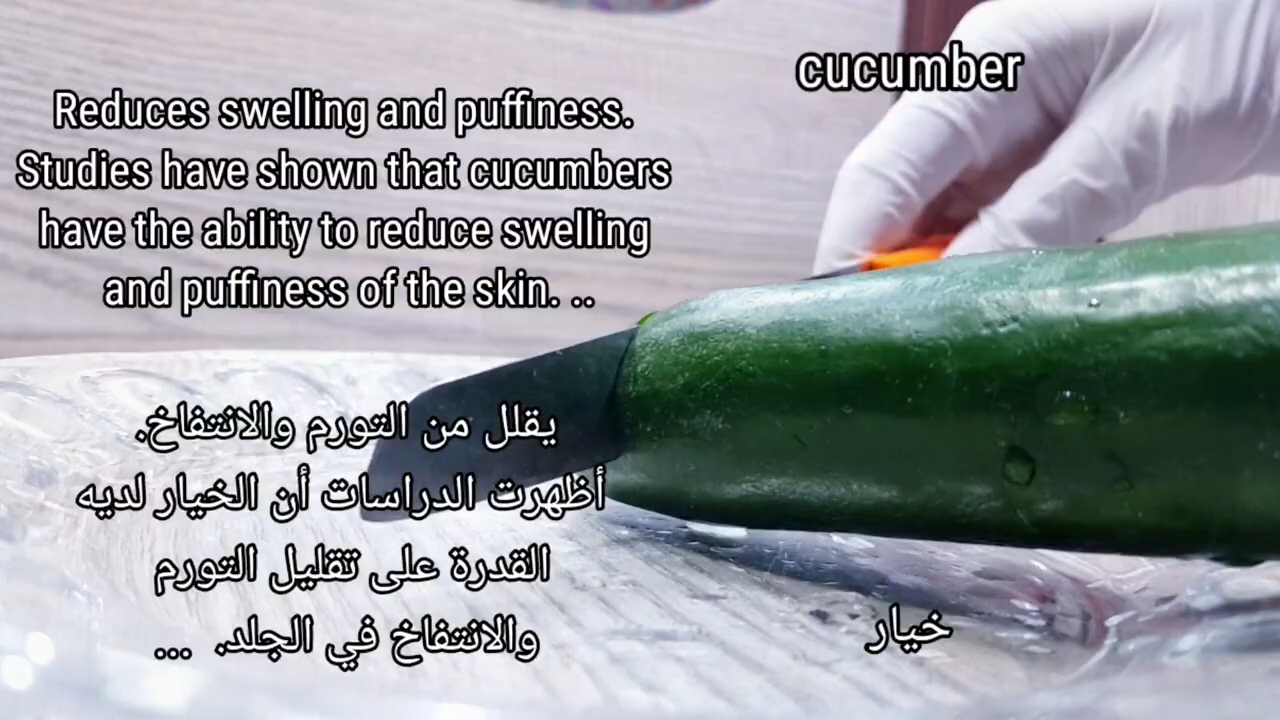 cucumber
Reduces swelling and puffiness.
Studies have shown that cucumbers
have the ability to reduce swelling
and puffiness of the skin. ..
يقلل من التورم والانتفاخ.
أظهرت الدراسات أن الخيار لديه
القدرة على تقليل التورم
والانتفاخ في الجلد. ...
خيار